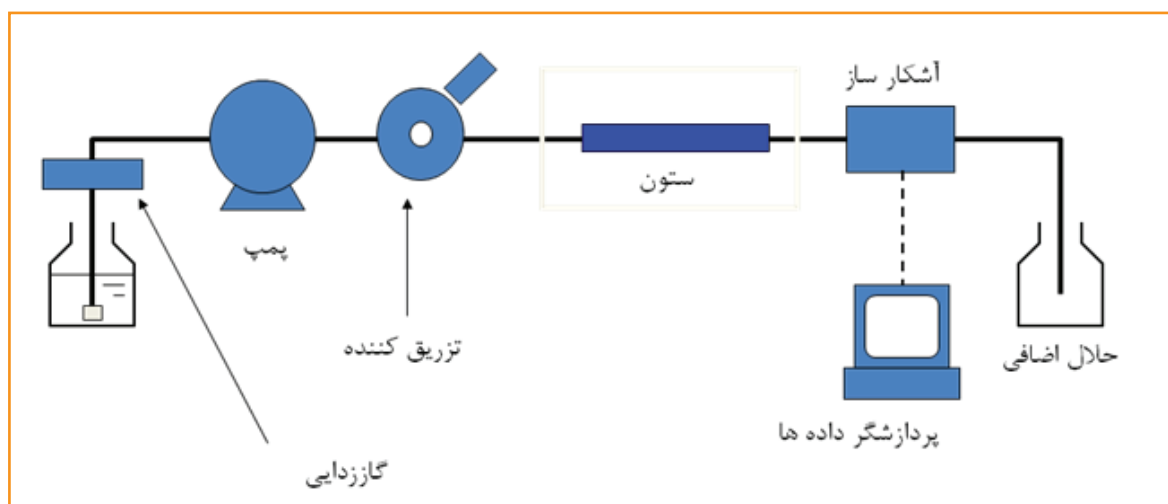 آشکار ساز
ستون
پمپ
تزریق کننده
حلال اضافی
پردازشگر داده ها
گاززدایی